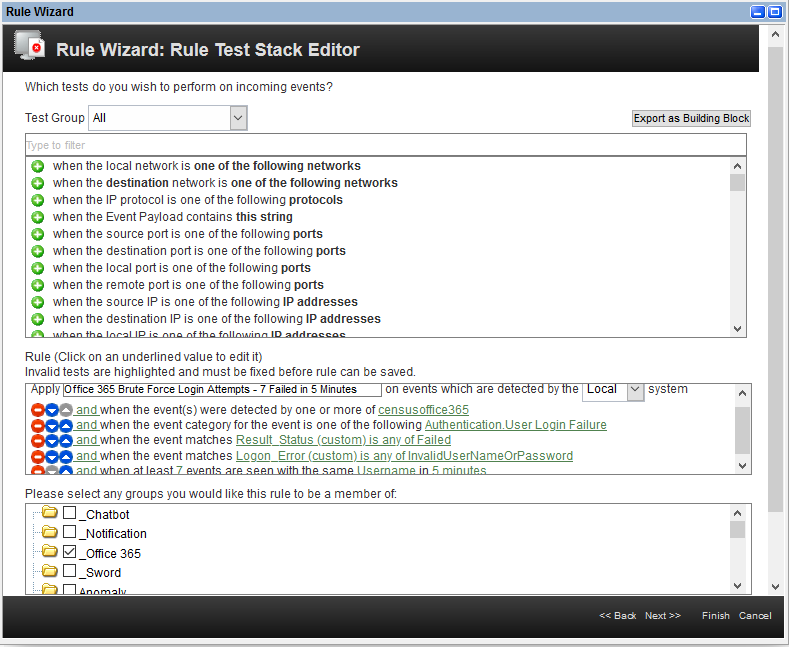 Rule Wizard
Rule Wizard: Rule Test Stack Editor
Which tests do you wish to perform on incoming events?
Test Group All
Export as Building Block
Type to filter
when the local network is one of the following networks
when the destination network is one of the following networks
when the IP protocol is one of the following protocols
when the Event Payload contains this string
when the source port is one of the following ports
when the destination port is one of the following ports
when the local port is one of the following ports
when the remote port is one of the following ports
when the source IP is one of the following IP addresses
when the destination IP is one of the following IP addresses
when the local IP is one of the following IP addresses
Rule (Click on an underlined value to edit it)
Invalid tests are highlighted and must be fixed before rule can be saved.
Apply Office 365 Brute Force Login Attempts - 7 Failed in 5 Minutes on events which are detected by the Local system
and when the event(s) were detected by one or more of censusoffice365
and when the event category for the event is one of the following Authentication.User Login Failure
and when the event matches Result_Status (custom) is any of Failed
and when the event matches Logon_Error (custom) is any of InvalidUserNameOrPassword
and when at least 7 events are seen with the same Username in 5 minutes
Please select any groups you would like this rule to be a member of:
_Chatbot
_Notification
_Office 365
_Sword
Anomaly
<< Back Next >> Finish Cancel